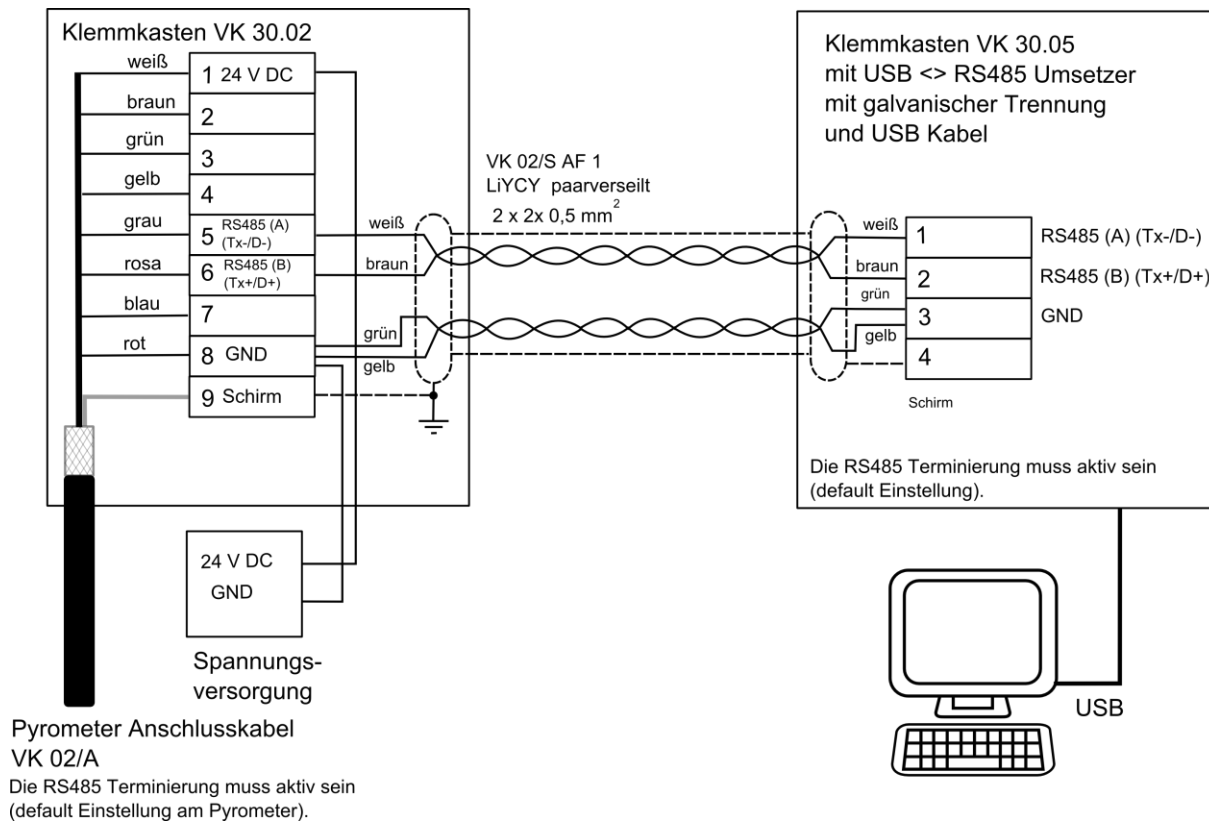 Klemmkasten VK 30.02
weiß
1 24 V DC
braun
2
grün
3
gelb
4
grau
5 RS485 (A)
(Tx-/D-)
rosa
6 RS485 (B)
(Tx+/D+)
blau
7
rot
8 GND
9 Schirm
weiß
braun
grün
gelb
VK 02/S AF 1
LiYCY paarverseilt
2 x 2x 0,5 mm²
Klemmkasten VK 30.05
mit USB <> RS485 Umsetzer
mit galvanischer Trennung
und USB Kabel
weiß
1 RS485 (A) (Tx-/D-)
braun
2 RS485 (B) (Tx+/D+)
grün
3 GND
gelb
4
Schirm
Die RS485 Terminierung muss aktiv sein
(default Einstellung).
24 V DC
GND
Spannungs-
versorgung
USB
Pyrometer Anschlusskabel
VK 02/A
Die RS485 Terminierung muss aktiv sein
(default Einstellung am Pyrometer).